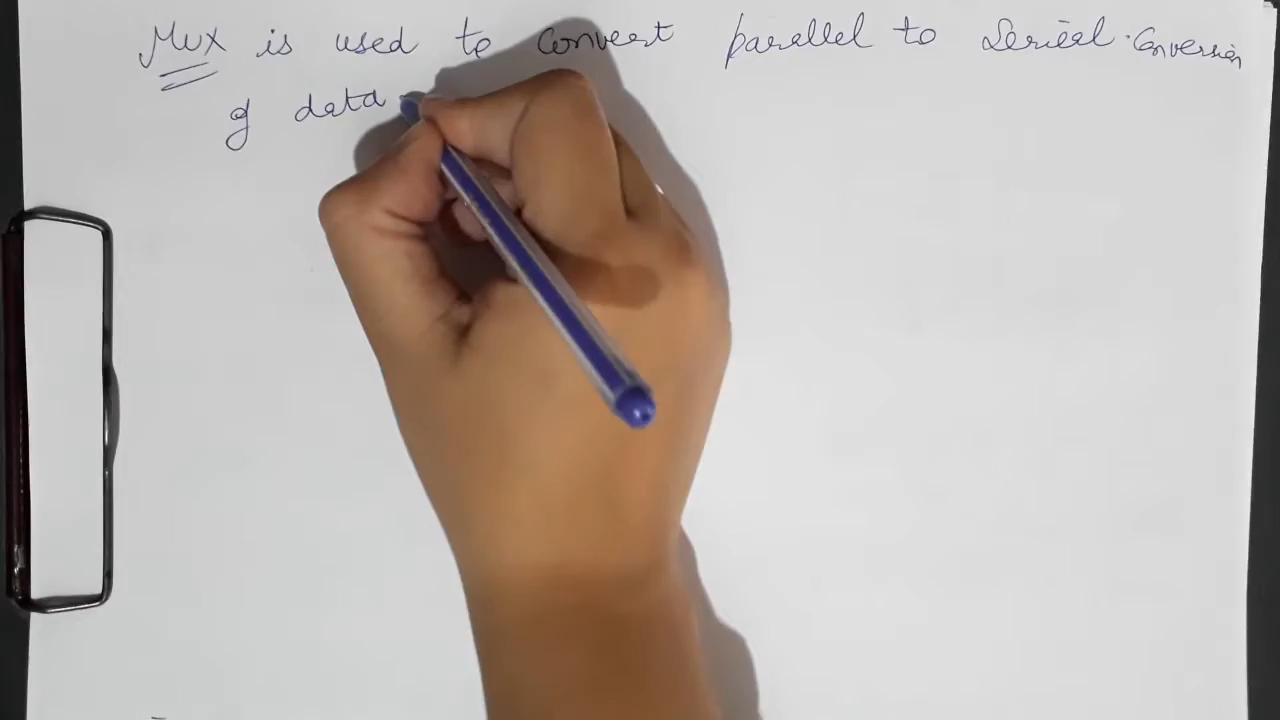 Mux is used to convert parallel to Serial. Conversion
of data